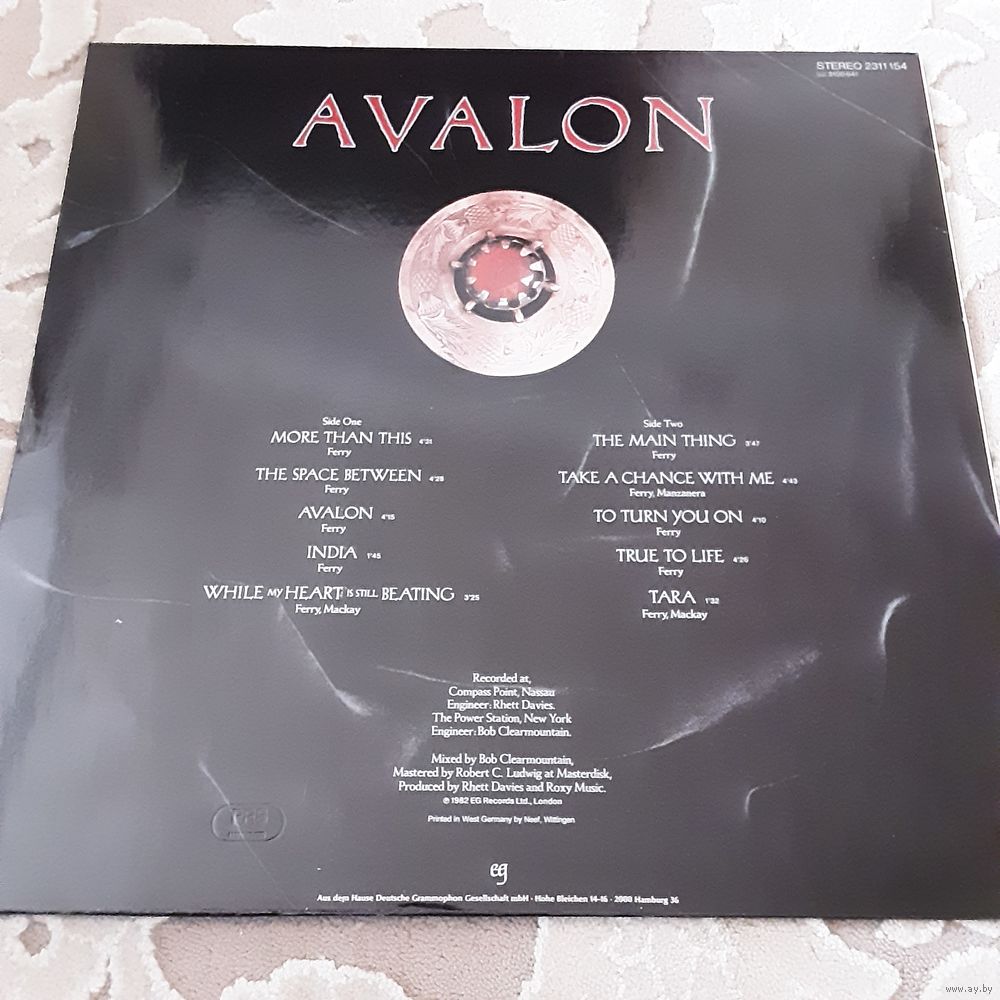 STEREO 2311 154
AVALON
Side One
MORE THAN THIS 4'31
Ferry
THE SPACE BETWEEN 4'28
Ferry
AVALON 4'15
Ferry
INDIA 1'45
Ferry
WHILE MY HEART IS STILL BEATING 3'25
Ferry, Mackay
Side Two
THE MAIN THING 3'47
Ferry
TAKE A CHANCE WITH ME 4'43
Ferry, Manzanera
TO TURN YOU ON 4'10
Ferry
TRUE TO LIFE 4'26
Ferry
TARA 1'32
Ferry, Mackay
Recorded at,
Compass Point, Nassau
Engineer: Rhett Davies.
The Power Station, New York
Engineer: Bob Clearmountain.
Mixed by Bob Clearmountain,
Mastered by Robert C. Ludwig at Masterdisk,
Produced by Rhett Davies and Roxy Music.
℗ 1982 EG Records Ltd., London
Printed in West Germany by Neef, Wittingen
eg
Aus dem Hause Deutsche Grammophon Gesellschaft mbH · Hohe Bleichen 14-16 · 2000 Hamburg 36
www.ay.by